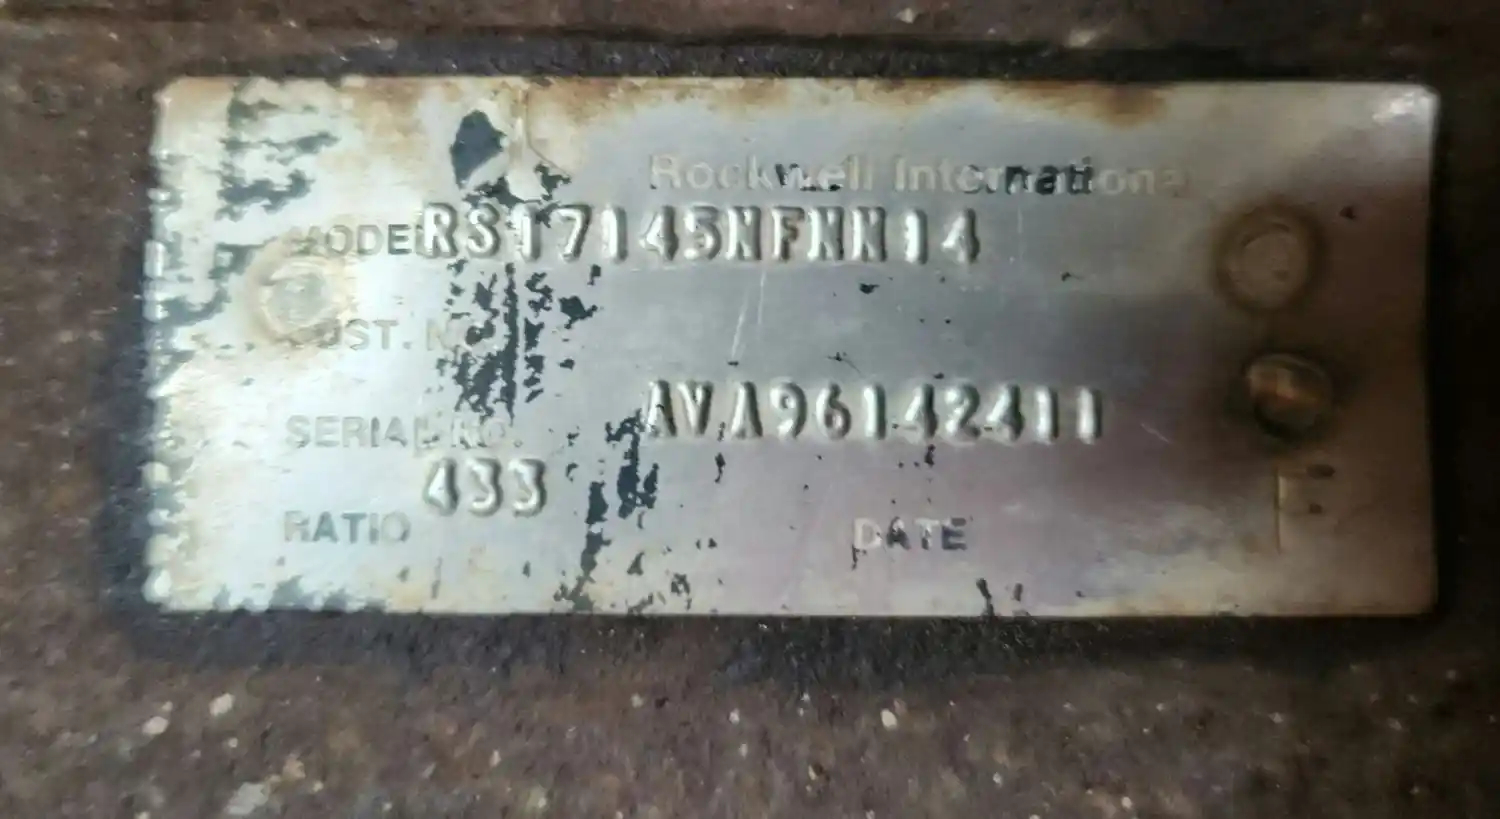 Rockwell International
MODEL RS17145NFNN14
CUST. NO.
SERIAL NO. AVA96142411
RATIO 433
DATE